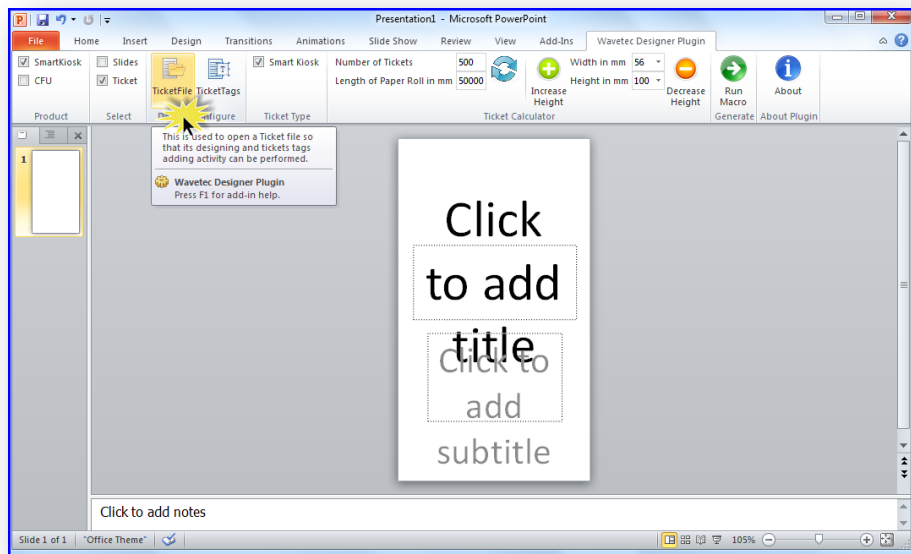 Presentation1 - Microsoft PowerPoint
File Home Insert Design Transitions Animations Slide Show Review View Add-Ins Wavetec Designer Plugin
SmartKiosk Slides Smart Kiosk Number of Tickets 500 Width in mm 56
CFU Ticket TicketFile TicketTags Length of Paper Roll in mm 50000 Increase Height Height in mm 100 Decrease Height Run Macro About
Product Select Ticket Type Ticket Calculator Generate About Plugin
This is used to open a Ticket file so
that its designing and tickets tags
adding activity can be performed.
Wavetec Designer Plugin
Press F1 for add-in help.
1
Click
to add
title
Click to
add
subtitle
Click to add notes
Slide 1 of 1 "Office Theme" 105%